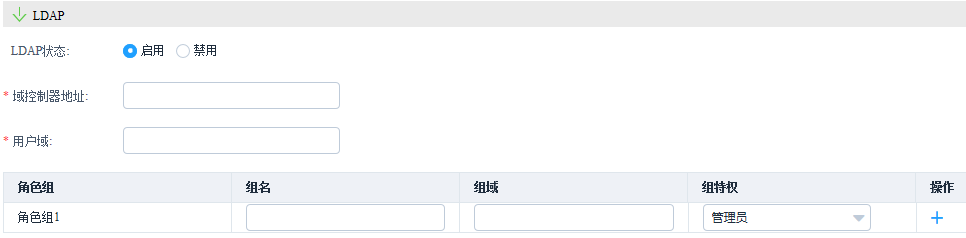 LDAP
LDAP状态: 启用 禁用
* 域控制器地址:
* 用户域:
角色组 组名 组域 组特权 操作
角色组1 管理员